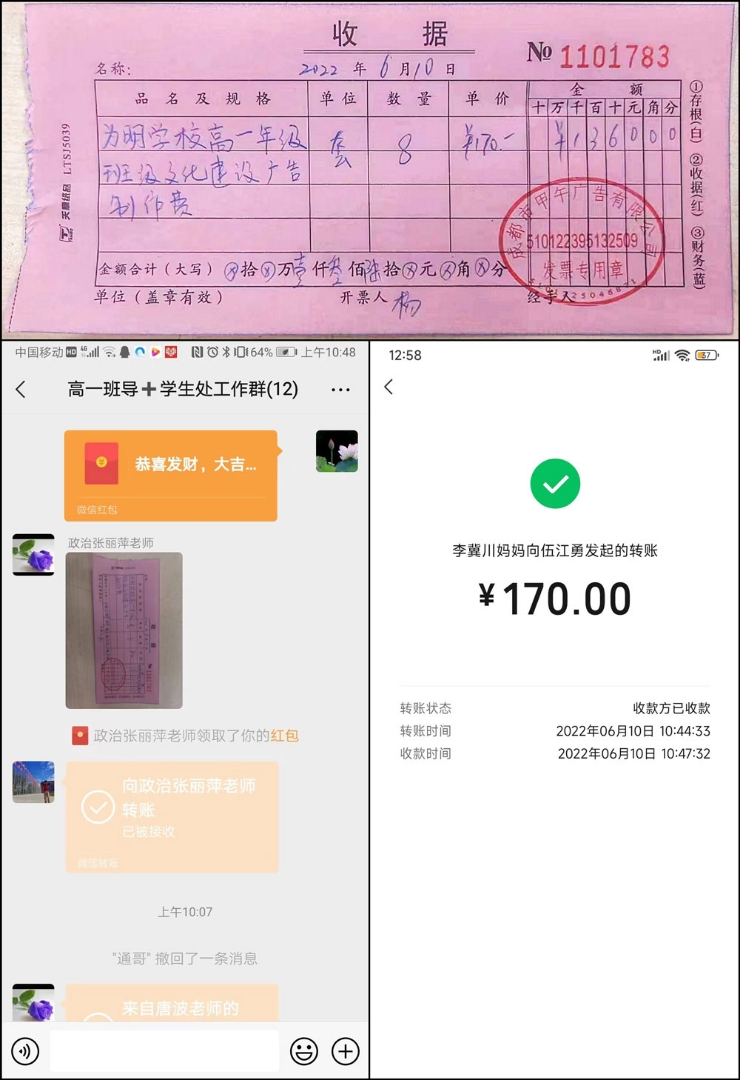 收 据
№ 1101783
名称: 2022 年 6 月 10 日
品 名 及 规 格 单 位 数 量 单 价 金 额
十 万 千 百 十 元 角 分
为明学校高一年级 套 8 ¥170.- ¥ 1 3 6 0 0 0
班级文化建设广告
制作费
金额合计（大写）拾 万 壹 仟 叁 佰 陆 拾 元 角 分
单位（盖章有效） 开票人 杨 经手人
①存根(白) ②收据(红) ③财务(蓝)
LTSJ5039
成都市甲午广告有限公司
510122395132509
发票专用章
中国移动 HD 4G 64% 上午10:48
高一班导➕学生处工作群(12)
恭喜发财，大吉...
微信红包
政治张丽萍老师
政治张丽萍老师领取了你的红包
向政治张丽萍老师
转账
已被接收
微信转账
上午10:07
"通哥" 撤回了一条消息
来自唐波老师的
12:58
HD 37
李冀川妈妈向伍江勇发起的转账
¥170.00
转账状态 收款方已收款
转账时间 2022年06月10日 10:44:33
收款时间 2022年06月10日 10:47:32